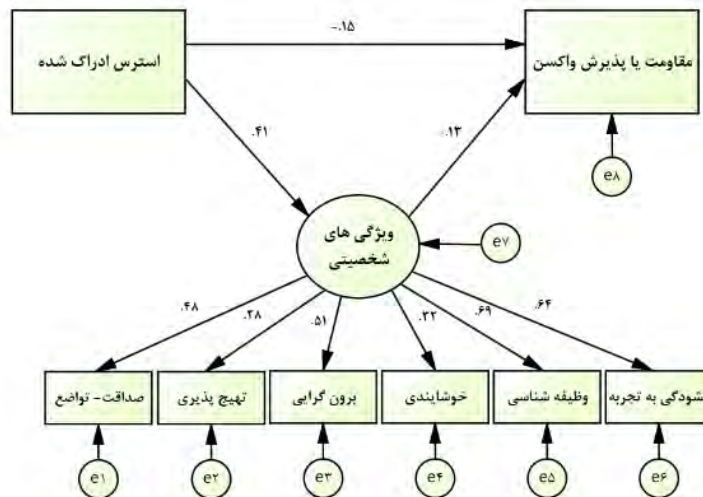 -.۱۵
استرس ادراک شده
مقاومت یا پذیرش واکسن
.۴۱
.۱۳
e۸
ویژگی های
شخصیتی
e۷
.۴۸
.۲۸
.۵۱
.۳۲
.۶۹
.۶۴
صداقت- تواضع
تهیج پذیری
برون گرایی
خوشایندی
وظیفه شناسی
گشودگی به تجربه
e۱
e۲
e۳
e۴
e۵
e۶